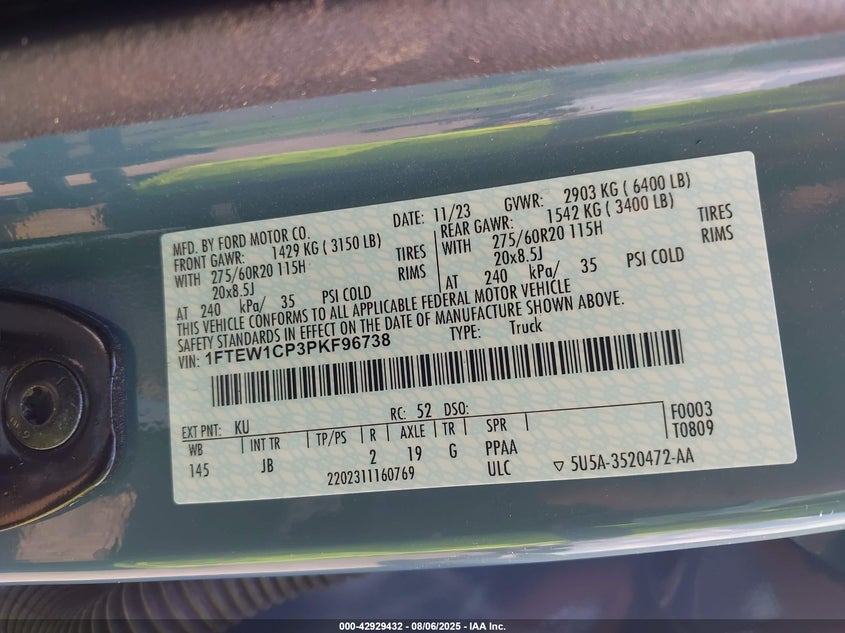 MFD. BY FORD MOTOR CO.
DATE: 11/23 GVWR: 2903 KG ( 6400 LB)
FRONT GAWR: 1429 KG ( 3150 LB)
WITH 275/60R20 115H TIRES
20x8.5J RIMS
AT 240 kPa/ 35 PSI COLD
REAR GAWR: 1542 KG ( 3400 LB)
WITH 275/60R20 115H TIRES
20x8.5J RIMS
AT 240 kPa/ 35 PSI COLD
THIS VEHICLE CONFORMS TO ALL APPLICABLE FEDERAL MOTOR VEHICLE
SAFETY STANDARDS IN EFFECT ON THE DATE OF MANUFACTURE SHOWN ABOVE.
VIN: 1FTEW1CP3PKF96738 TYPE: Truck
EXT PNT: KU RC: 52 DSO:
WB INT TR TP/PS R AXLE TR SPR F0003
145 JB 2 19 G PPAA T0809
2202311160769 ULC ▽ 5U5A-3520472-AA
000-42929432 - 08/06/2025 - IAA Inc.